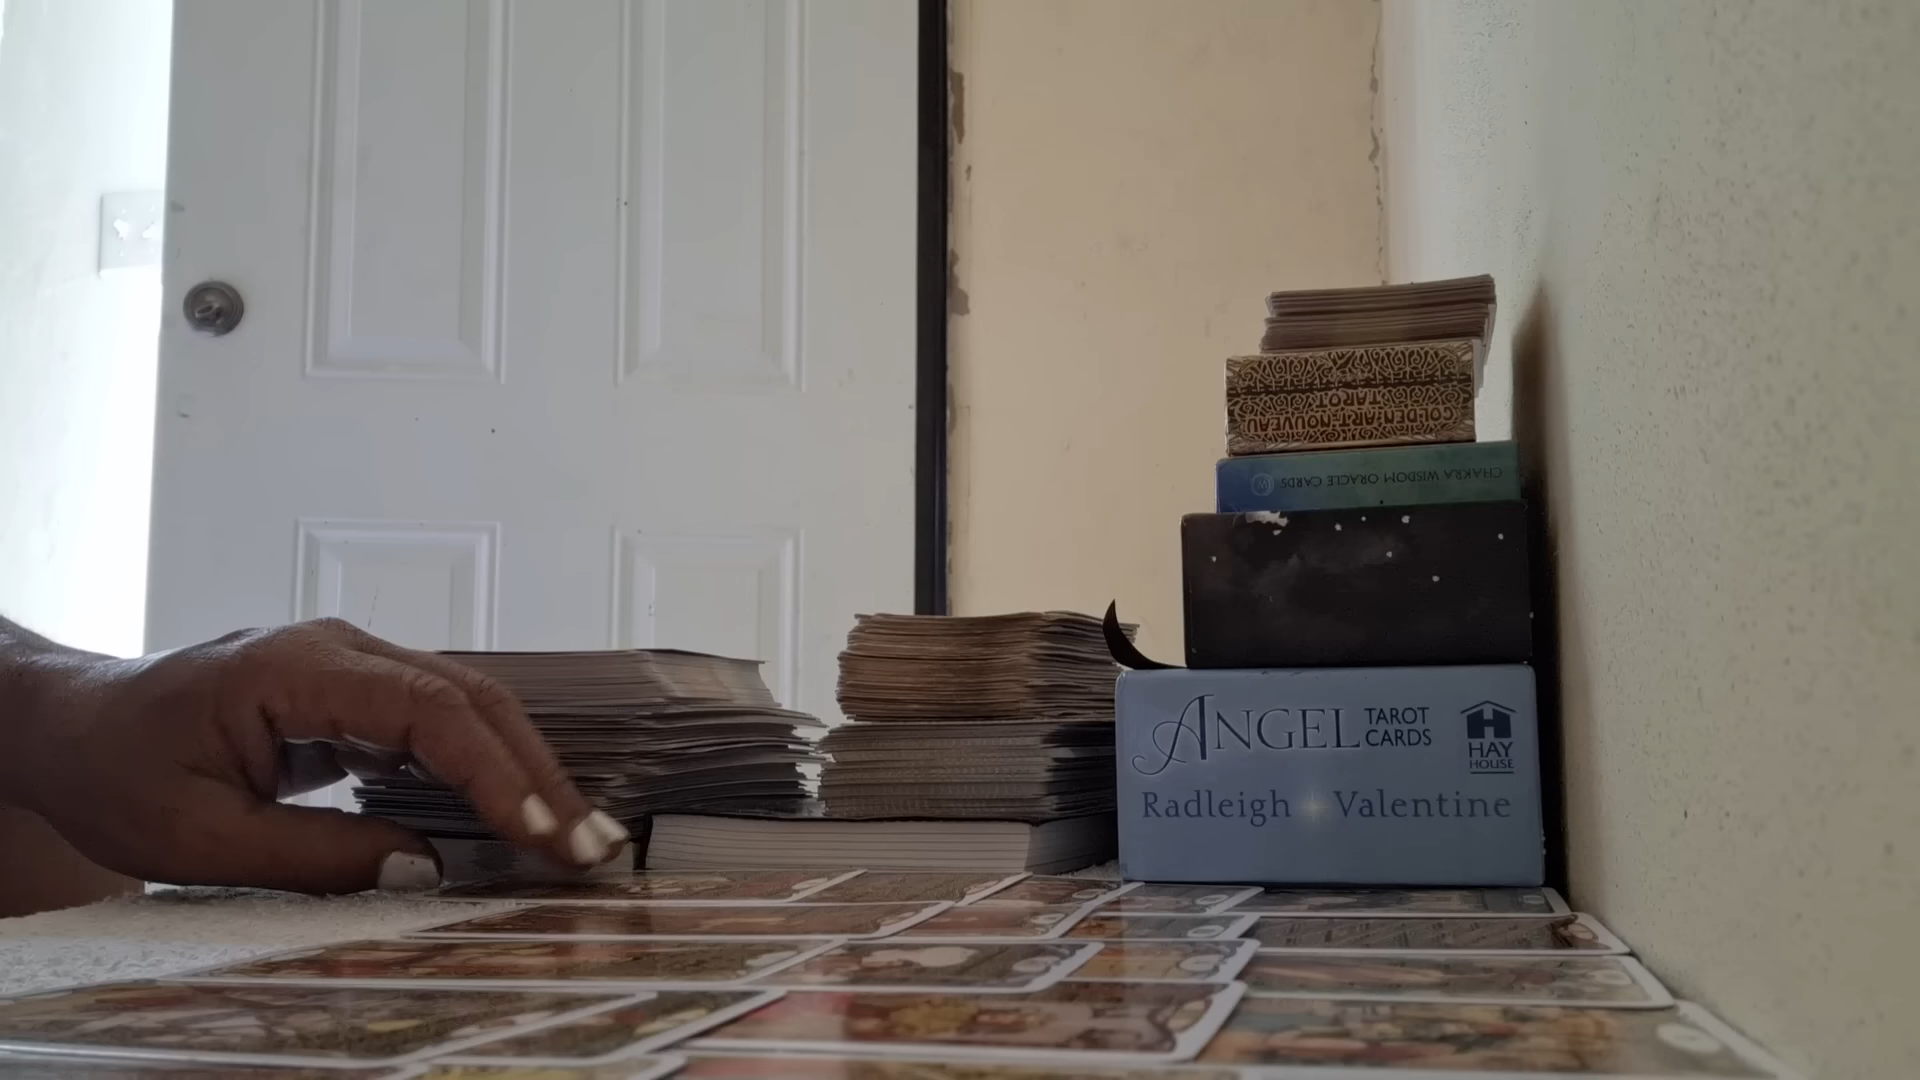 GOLDEN ART NOUVEAU
TAROT
CHAKRA WISDOM ORACLE CARDS
ANGEL TAROT
CARDS
HAY
HOUSE
Radleigh Valentine